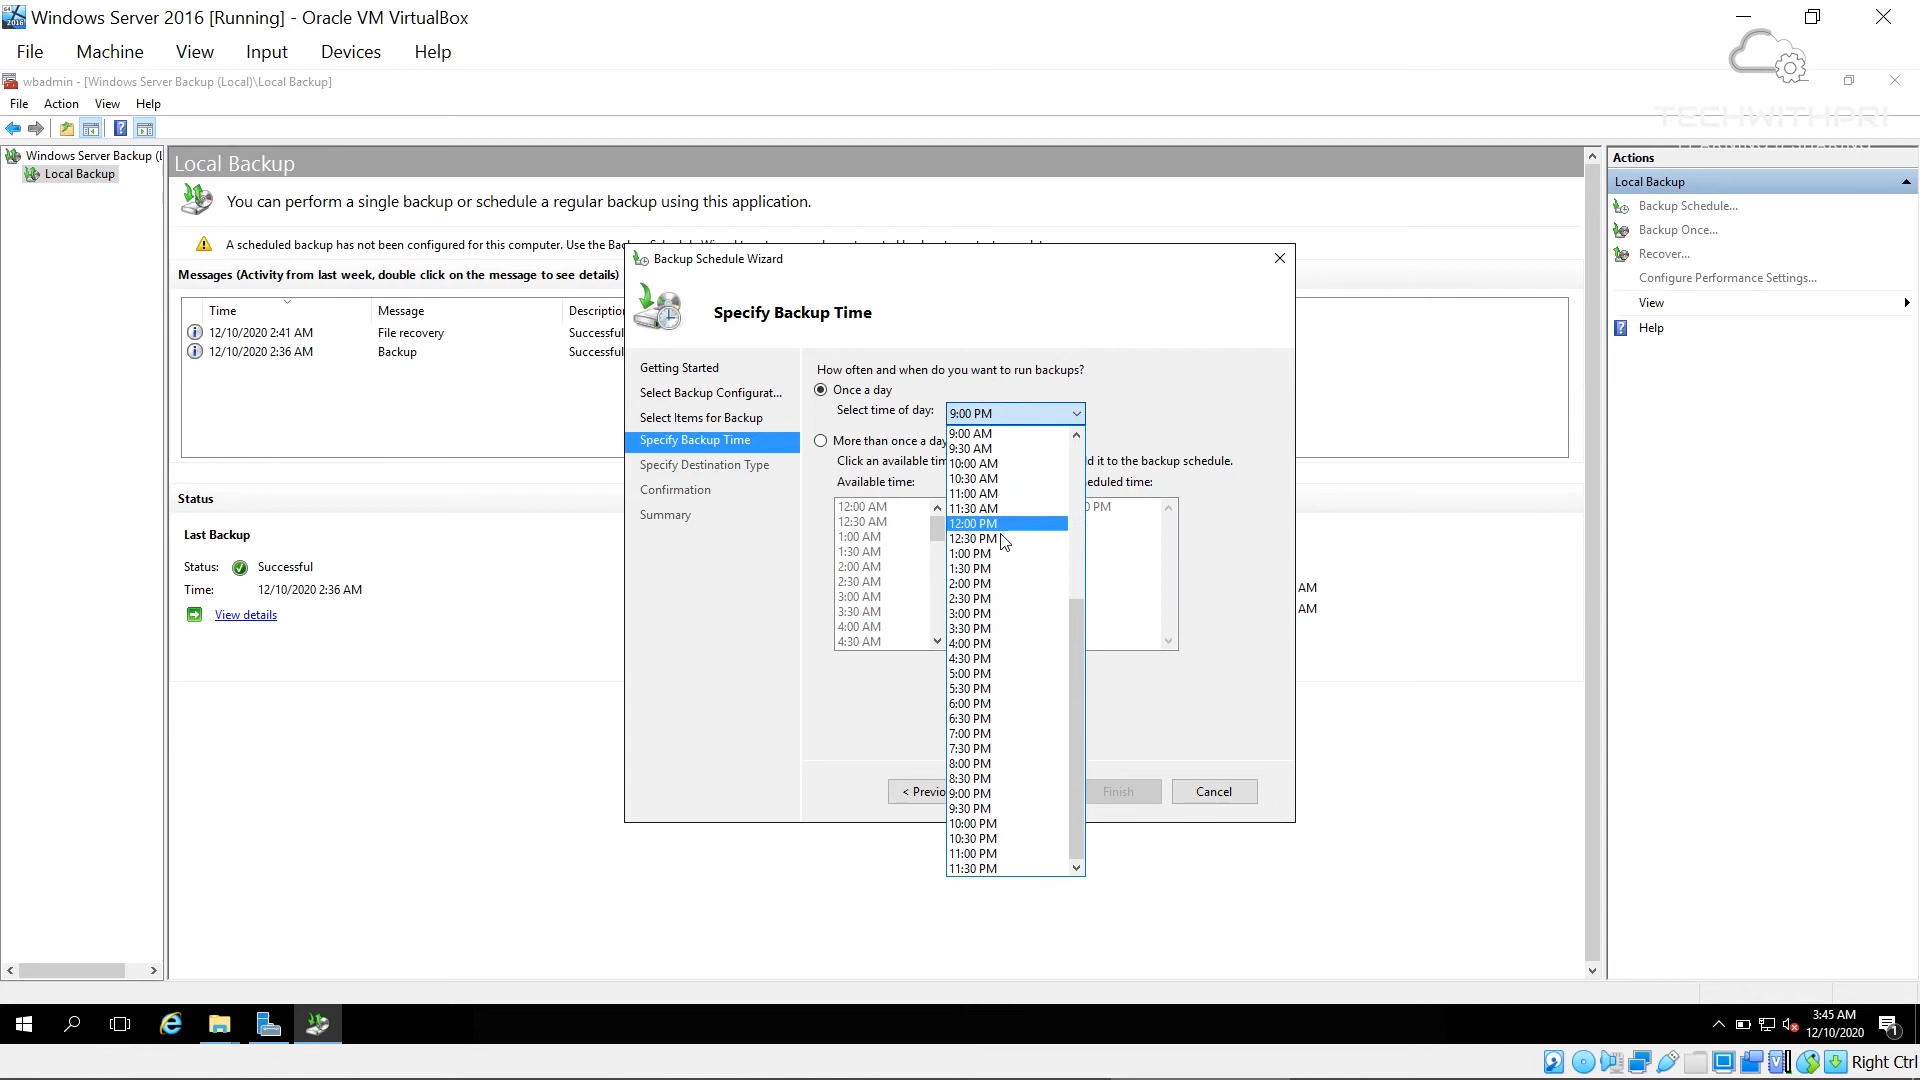 Windows Server 2016 [Running] - Oracle VM VirtualBox
File Machine View Input Devices Help
wbadmin - [Windows Server Backup (Local)\Local Backup]
TECHWITHPRI
File Action View Help
Windows Server Backup (L
Local Backup
Local Backup
You can perform a single backup or schedule a regular backup using this application.
A scheduled backup has not been configured for this computer. Use the Bac
Messages (Activity from last week, double click on the message to see details)
Time Message Descriptio
12/10/2020 2:41 AM File recovery Successful
12/10/2020 2:36 AM Backup Successful
Status
Last Backup
Status: Successful
Time: 12/10/2020 2:36 AM
View details
AM
AM
Backup Schedule Wizard
Specify Backup Time
Getting Started
Select Backup Configurat...
Select Items for Backup
Specify Backup Time
Specify Destination Type
Confirmation
Summary
How often and when do you want to run backups?
Once a day
Select time of day: 9:00 PM
More than once a day
Click an available tim d it to the backup schedule.
Available time: eduled time:
12:00 AM
12:30 AM
1:00 AM
1:30 AM
2:00 AM
2:30 AM
3:00 AM
3:30 AM
4:00 AM
4:30 AM
0 PM
9:00 AM
9:30 AM
10:00 AM
10:30 AM
11:00 AM
11:30 AM
12:00 PM
12:30 PM
1:00 PM
1:30 PM
2:00 PM
2:30 PM
3:00 PM
3:30 PM
4:00 PM
4:30 PM
5:00 PM
5:30 PM
6:00 PM
6:30 PM
7:00 PM
7:30 PM
8:00 PM
8:30 PM
9:00 PM
9:30 PM
10:00 PM
10:30 PM
11:00 PM
11:30 PM
< Previo Finish Cancel
Actions
Local Backup
Backup Schedule...
Backup Once...
Recover...
Configure Performance Settings...
View
Help
3:45 AM
12/10/2020
1
Right Ctrl